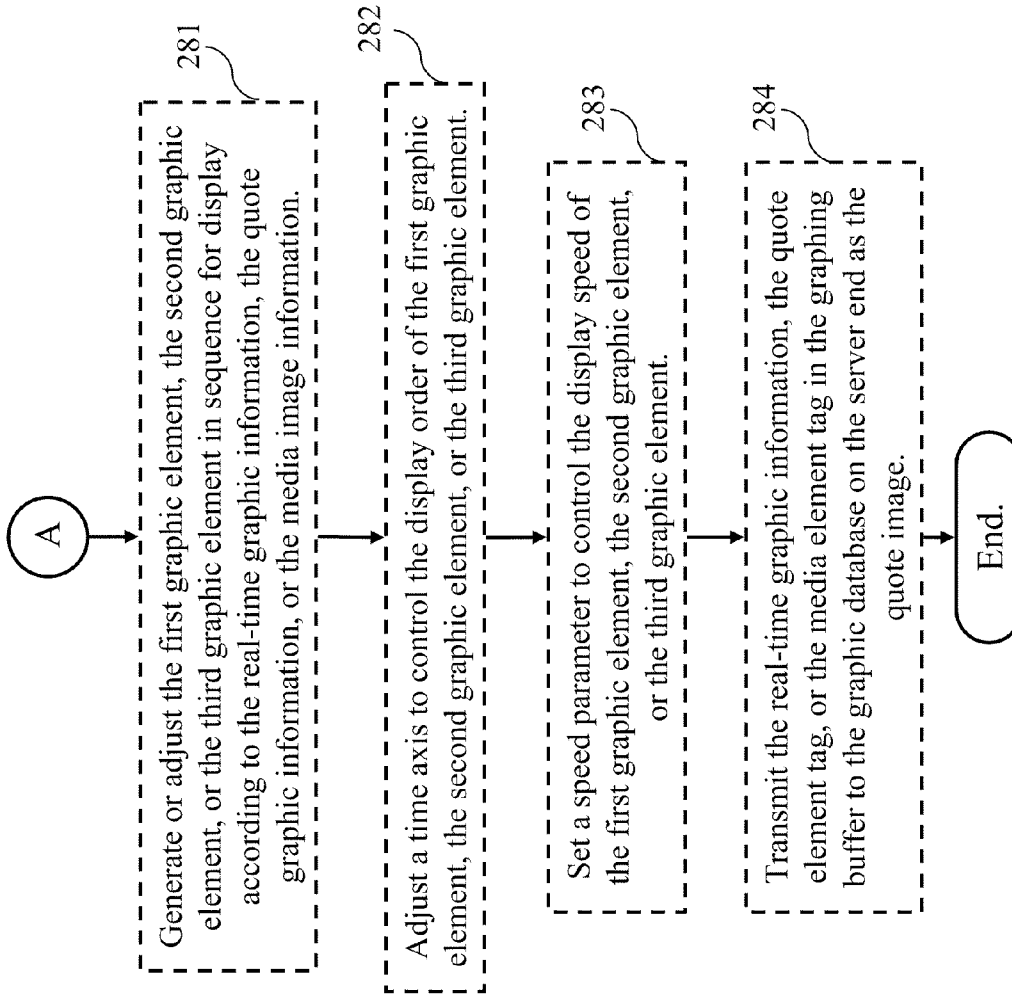 A
Generate or adjust the first graphic element, the second graphic
element, or the third graphic element in sequence for display
according to the real-time graphic information, the quote
graphic information, or the media image information.
281
Adjust a time axis to control the display order of the first graphic
element, the second graphic element, or the third graphic element.
282
Set a speed parameter to control the display speed of
the first graphic element, the second graphic element,
or the third graphic element.
283
Transmit the real-time graphic information, the quote
element tag, or the media element tag in the graphing
buffer to the graphic database on the server end as the
quote image.
284
End.